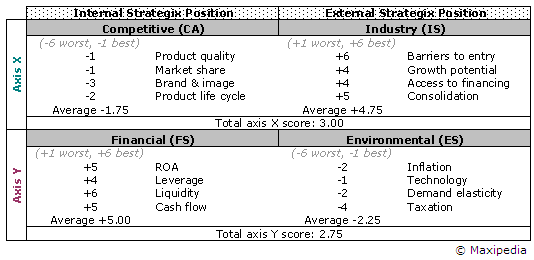 Internal Strategix Position External Strategix Position
Competitive (CA) Industry (IS)
(-6 worst, -1 best) (+1 worst, +6 best)
-1 Product quality +6 Barriers to entry
-1 Market share +4 Growth potential
-3 Brand & image +4 Access to financing
-2 Product life cycle +5 Consolidation
Average -1.75 Average +4.75
Total axis X score: 3.00
Axis X
Financial (FS) Environmental (ES)
(+1 worst, +6 best) (-6 worst, -1 best)
+5 ROA -2 Inflation
+4 Leverage -1 Technology
+6 Liquidity -2 Demand elasticity
+5 Cash flow -4 Taxation
Average +5.00 Average -2.25
Total axis Y score: 2.75
Axis Y
© Maxipedia